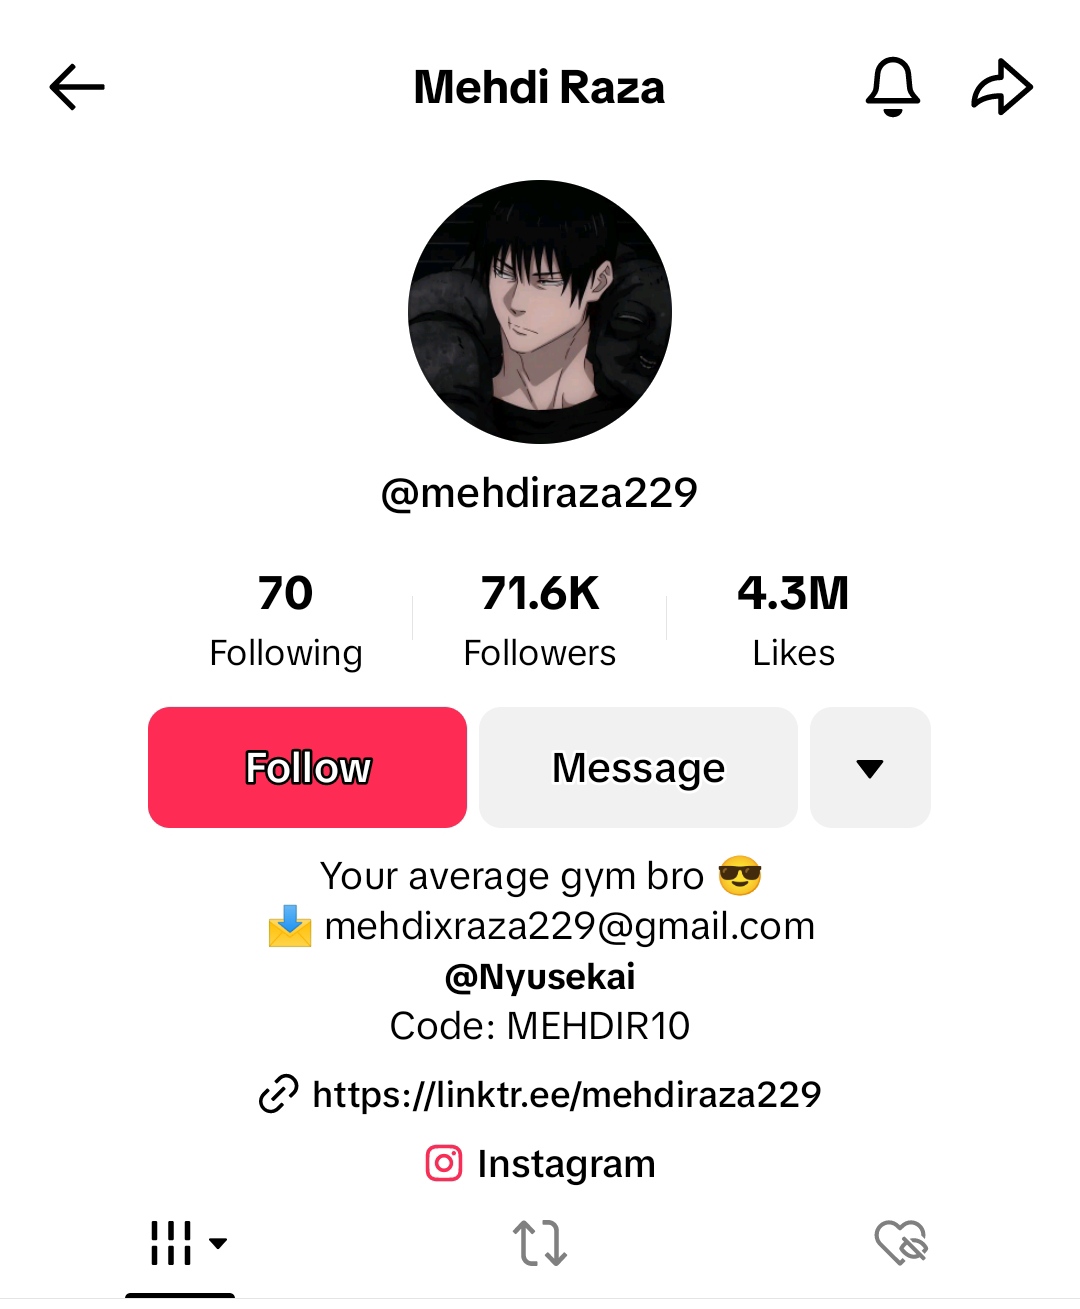 Mehdi Raza
@mehdiraza229
70 71.6K 4.3M
Following Followers Likes
Follow Message
Your average gym bro 😎
📩 mehdixraza229@gmail.com
@Nyusekai
Code: MEHDIR10
https://linktr.ee/mehdiraza229
Instagram